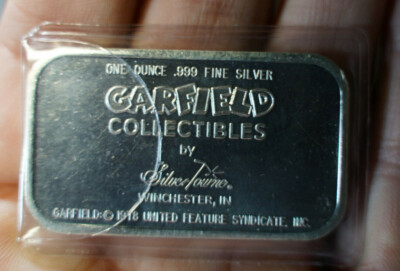 ONE OUNCE .999 FINE SILVER
GARFIELD
COLLECTIBLES
by
SilverTowne®
WINCHESTER, IN
GARFIELD: © 1978 UNITED FEATURE SYNDICATE, INC.